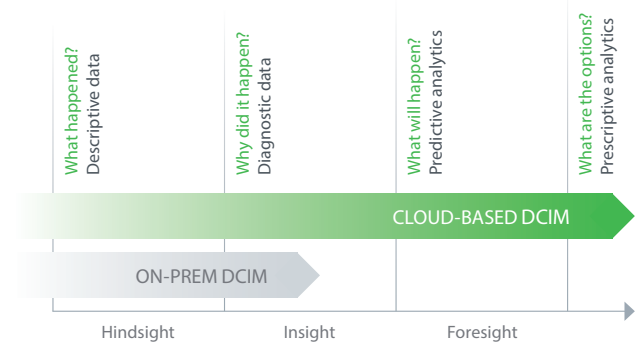 What happened?
Descriptive data
Why did it happen?
Diagnostic data
What will happen?
Predictive analytics
What are the options?
Prescriptive analytics
CLOUD-BASED DCIM
ON-PREM DCIM
Hindsight
Insight
Foresight